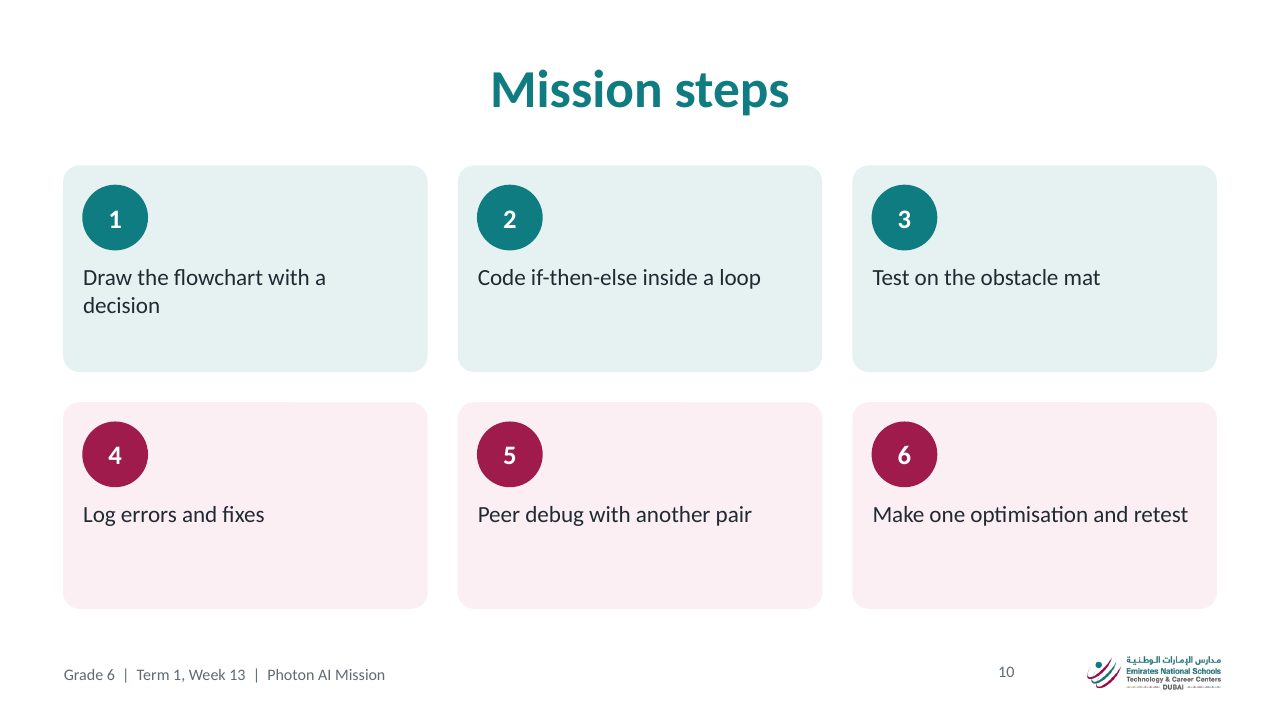 Mission steps
1
Draw the flowchart with a
decision
2
Code if-then-else inside a loop
3
Test on the obstacle mat
4
Log errors and fixes
5
Peer debug with another pair
6
Make one optimisation and retest
Grade 6 | Term 1, Week 13 | Photon AI Mission
10
مدارس الإمارات الوطنية
Emirates National Schools
Technology & Career Centers
DUBAI